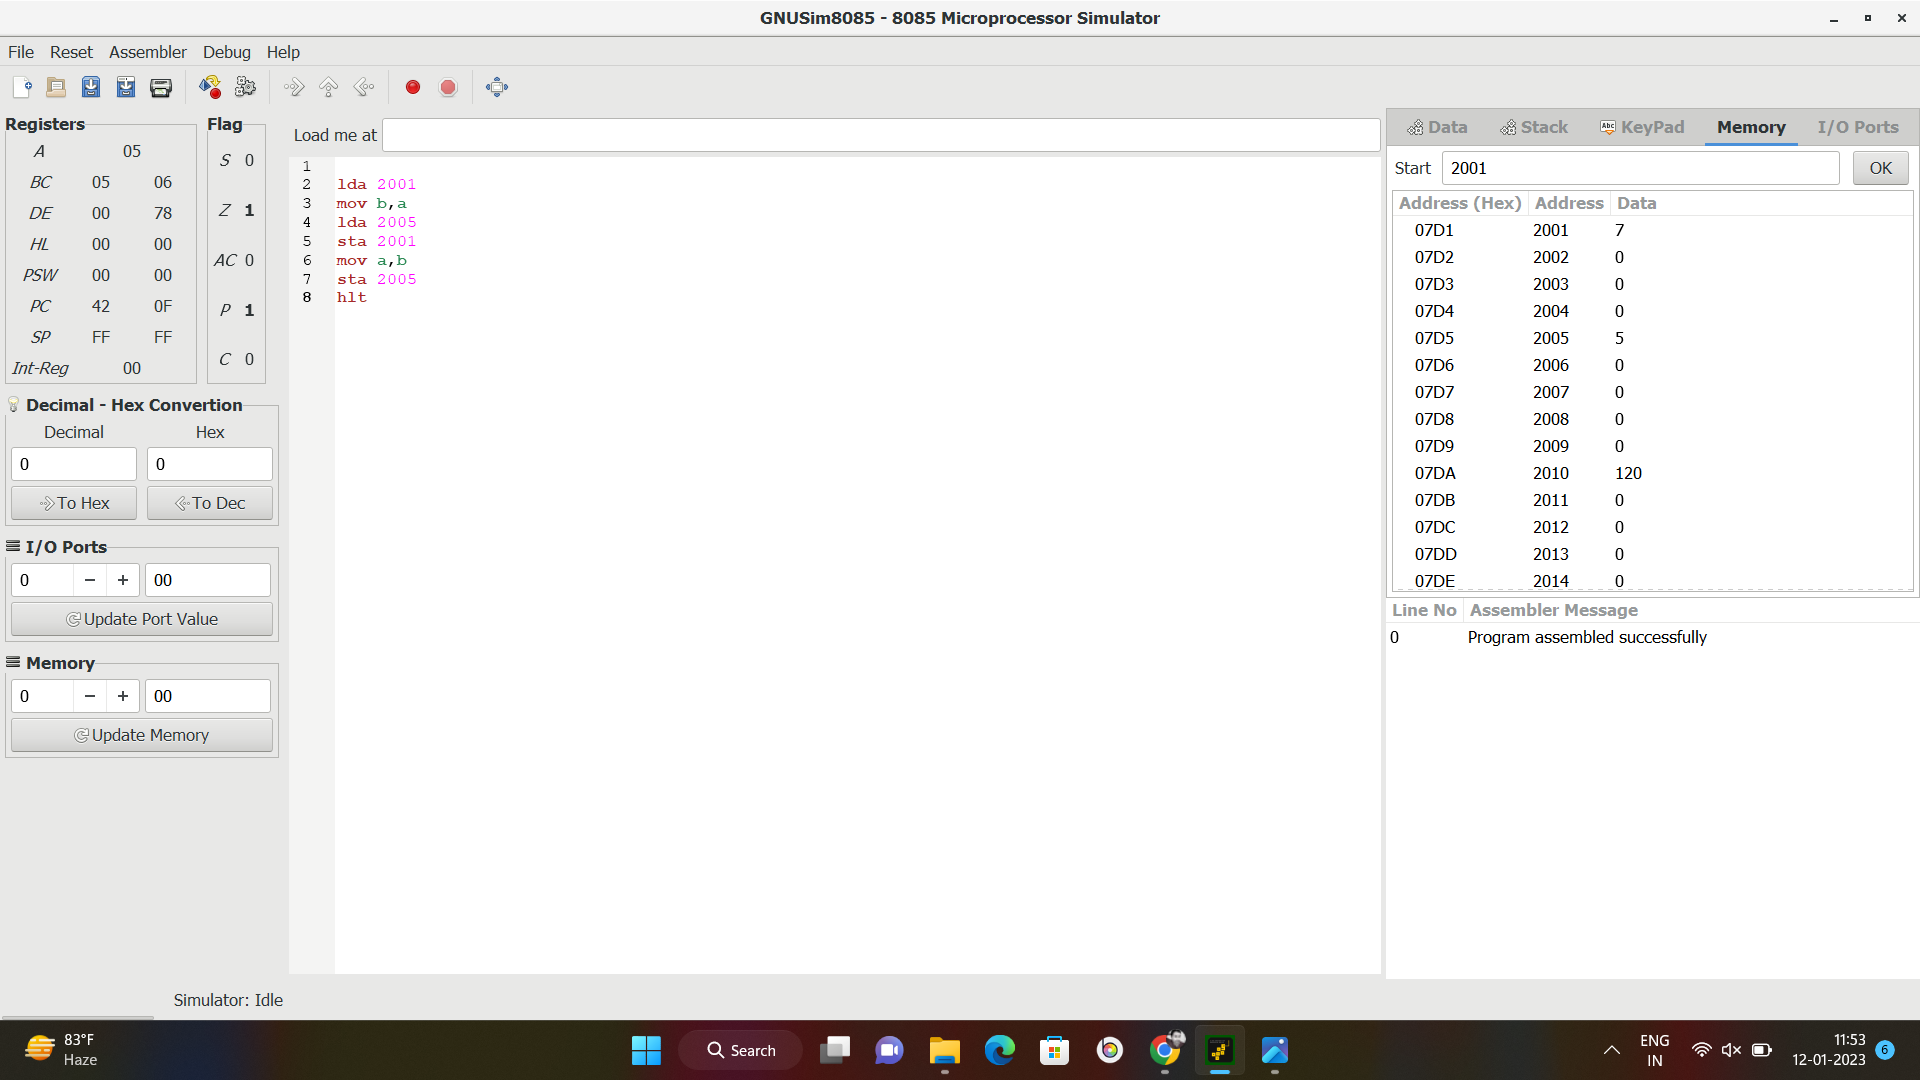 GNUSim8085 - 8085 Microprocessor Simulator
File Reset Assembler Debug Help
Registers
A 05
BC 05 06
DE 00 78
HL 00 00
PSW 00 00
PC 42 0F
SP FF FF
Int-Reg 00
Flag
S 0
Z 1
AC 0
P 1
C 0
Decimal - Hex Convertion
Decimal Hex
0 0
To Hex To Dec
I/O Ports
0 − + 00
Update Port Value
Memory
0 − + 00
Update Memory
Load me at
1
2 lda 2001
3 mov b,a
4 lda 2005
5 sta 2001
6 mov a,b
7 sta 2005
8 hlt
Data Stack Abc KeyPad Memory I/O Ports
Start 2001 OK
Address (Hex) Address Data
07D1 2001 7
07D2 2002 0
07D3 2003 0
07D4 2004 0
07D5 2005 5
07D6 2006 0
07D7 2007 0
07D8 2008 0
07D9 2009 0
07DA 2010 120
07DB 2011 0
07DC 2012 0
07DD 2013 0
07DE 2014 0
Line No Assembler Message
0 Program assembled successfully
Simulator: Idle
83°F
Haze
Search
ENG
IN
11:53
12-01-2023
6